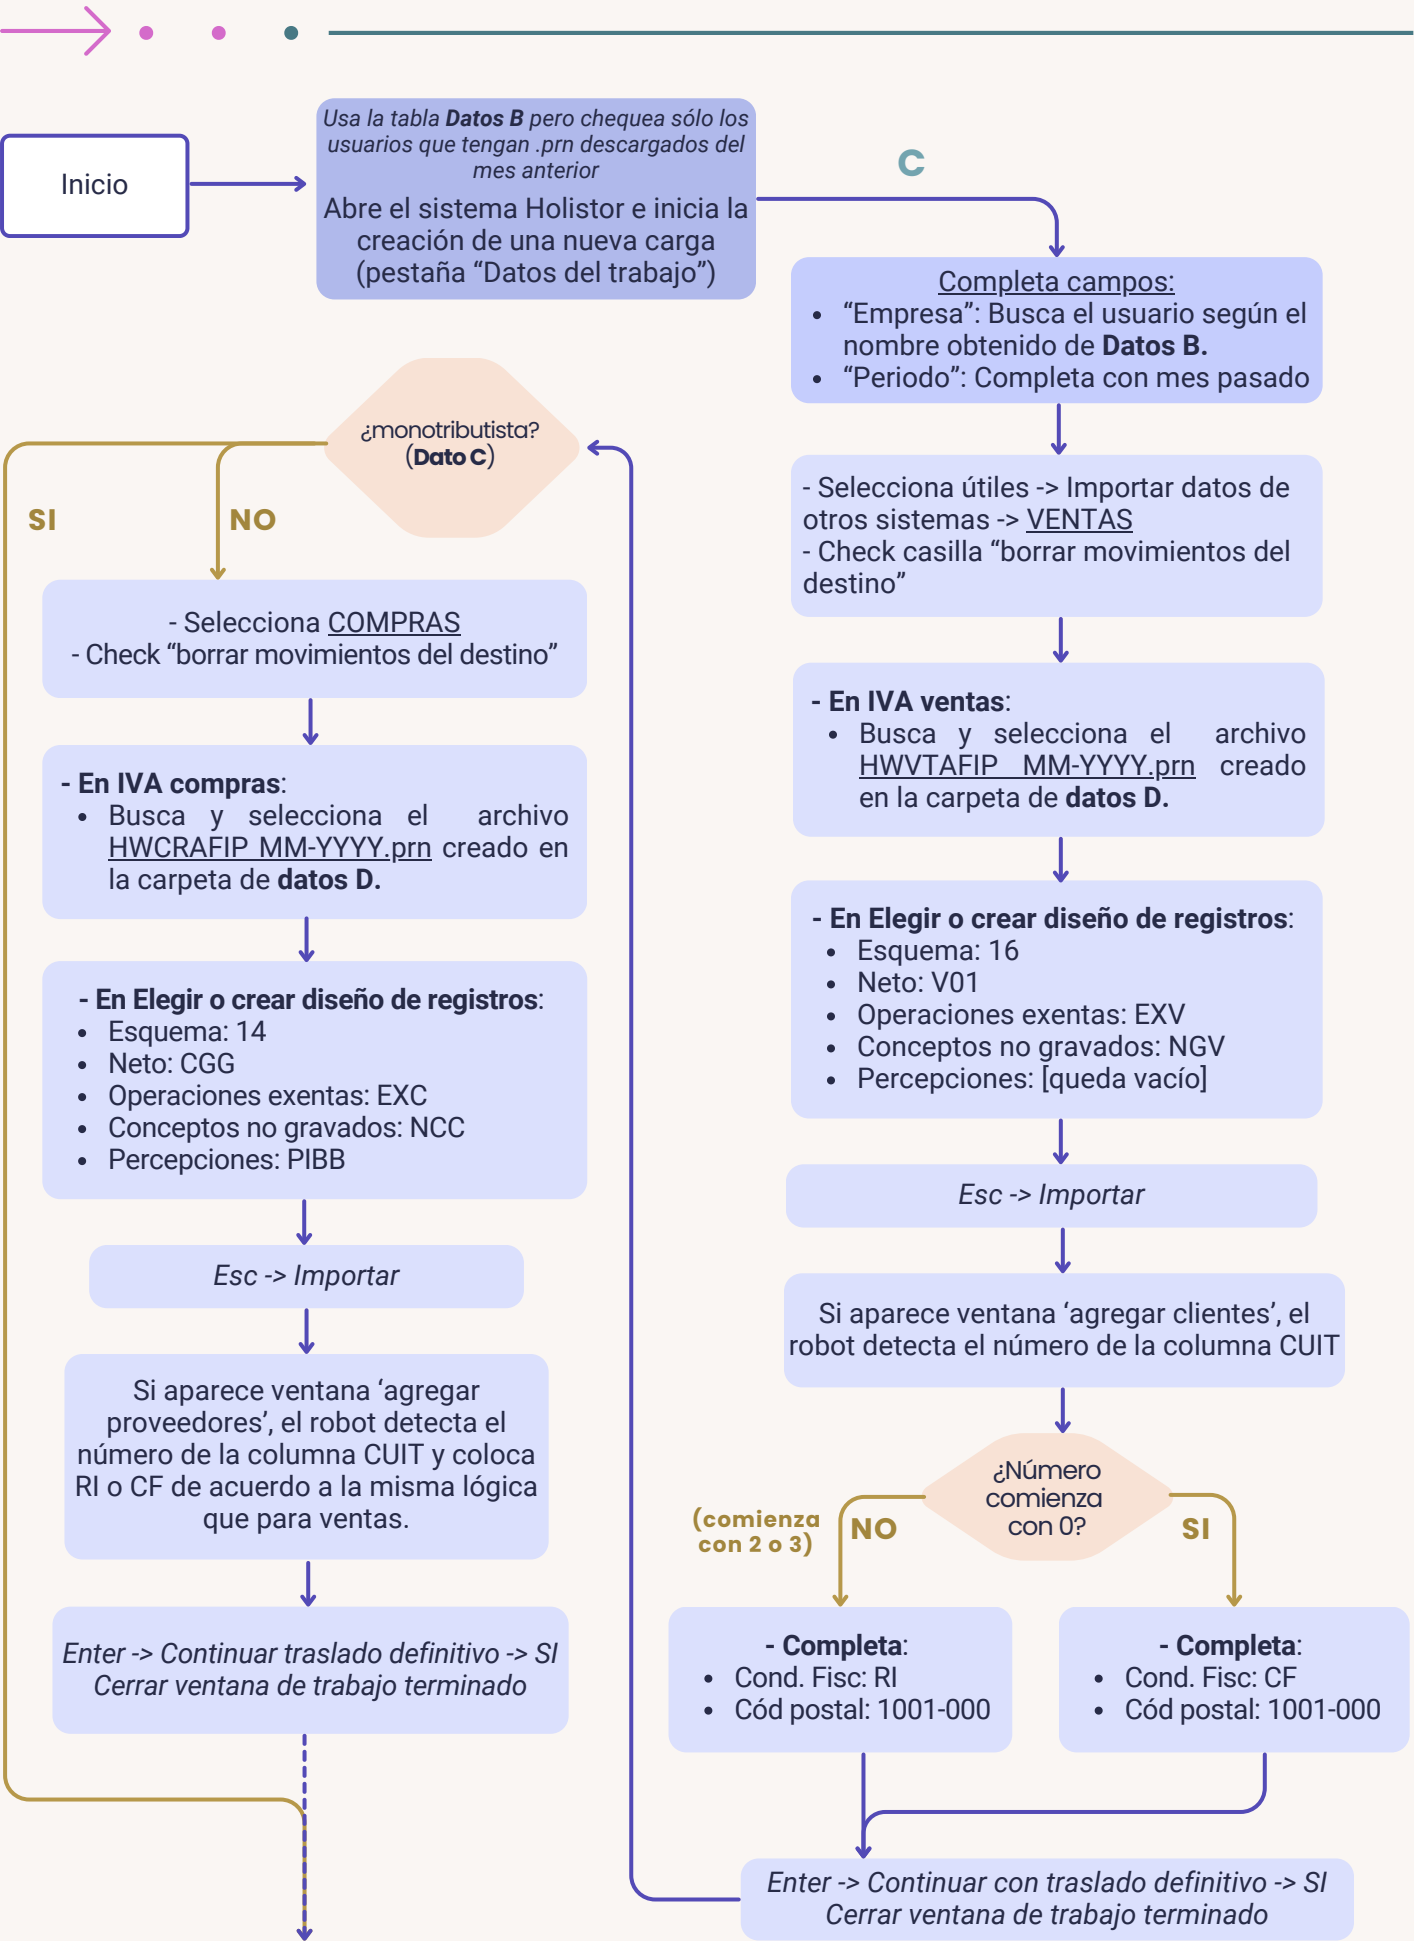 Inicio
Usa la tabla Datos B pero chequea sólo los
usuarios que tengan .prn descargados del
mes anterior
Abre el sistema Holistor e inicia la
creación de una nueva carga
(pestaña “Datos del trabajo”)
C
Completa campos:
• “Empresa”: Busca el usuario según el
nombre obtenido de Datos B.
• “Periodo”: Completa con mes pasado
- Selecciona útiles -> Importar datos de
otros sistemas -> VENTAS
- Check casilla “borrar movimientos del
destino”
- En IVA ventas:
• Busca y selecciona el archivo
HWVTAFIP MM-YYYY.prn creado
en la carpeta de datos D.
- En Elegir o crear diseño de registros:
• Esquema: 16
• Neto: V01
• Operaciones exentas: EXV
• Conceptos no gravados: NGV
• Percepciones: [queda vacío]
Esc -> Importar
Si aparece ventana ‘agregar clientes’, el
robot detecta el número de la columna CUIT
¿Número
comienza
con 0?
(comienza
con 2 o 3)
NO
SI
- Completa:
• Cond. Fisc: RI
• Cód postal: 1001-000
- Completa:
• Cond. Fisc: CF
• Cód postal: 1001-000
Enter -> Continuar con traslado definitivo -> SI
Cerrar ventana de trabajo terminado
¿monotributista?
(Dato C)
SI
NO
- Selecciona COMPRAS
- Check “borrar movimientos del destino”
- En IVA compras:
• Busca y selecciona el archivo
HWCRAFIP MM-YYYY.prn creado en
la carpeta de datos D.
- En Elegir o crear diseño de registros:
• Esquema: 14
• Neto: CGG
• Operaciones exentas: EXC
• Conceptos no gravados: NCC
• Percepciones: PIBB
Esc -> Importar
Si aparece ventana ‘agregar
proveedores’, el robot detecta el
número de la columna CUIT y coloca
RI o CF de acuerdo a la misma lógica
que para ventas.
Enter -> Continuar traslado definitivo -> SI
Cerrar ventana de trabajo terminado